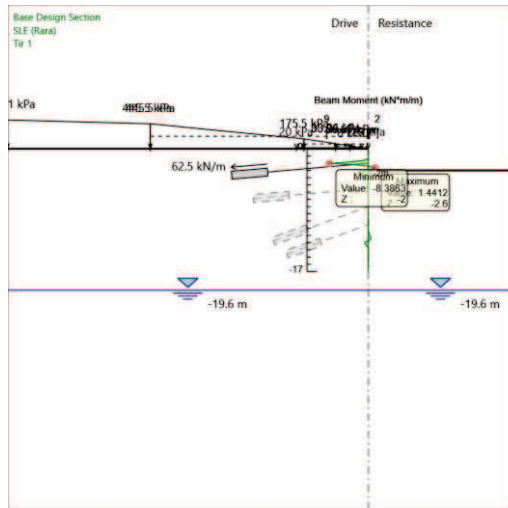 Base Design Section
SLE (Rara)
Tir 1
Drive
Resistance
Beam Moment (kN*m/m)
1 kPa
9
2
175.5 kPa
20 kPa
62.5 kN/m
Minimum
Value: -8.3863
Z : -2
Maximum
Value: 1.4412
Z : -2.6
-17
-19.6 m
-19.6 m